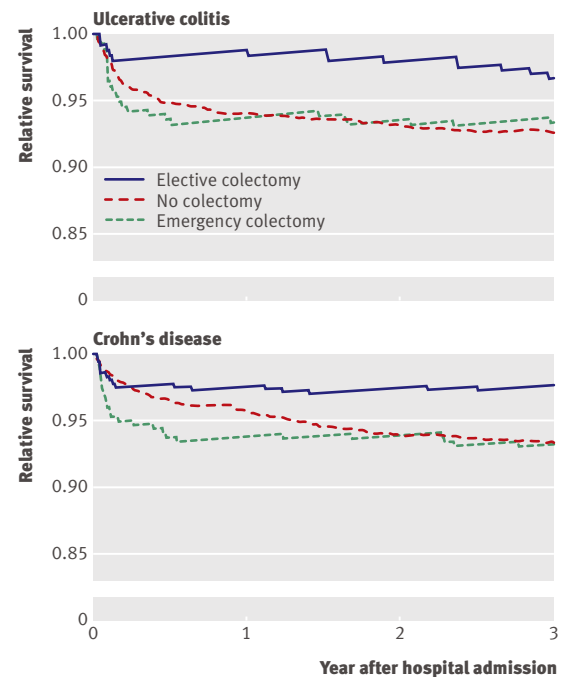 Ulcerative colitis
Relative survival
1.00
0.95
0.90
0.85
0
Elective colectomy
No colectomy
Emergency colectomy
Crohn's disease
Relative survival
1.00
0.95
0.90
0.85
0
0 1 2 3
Year after hospital admission